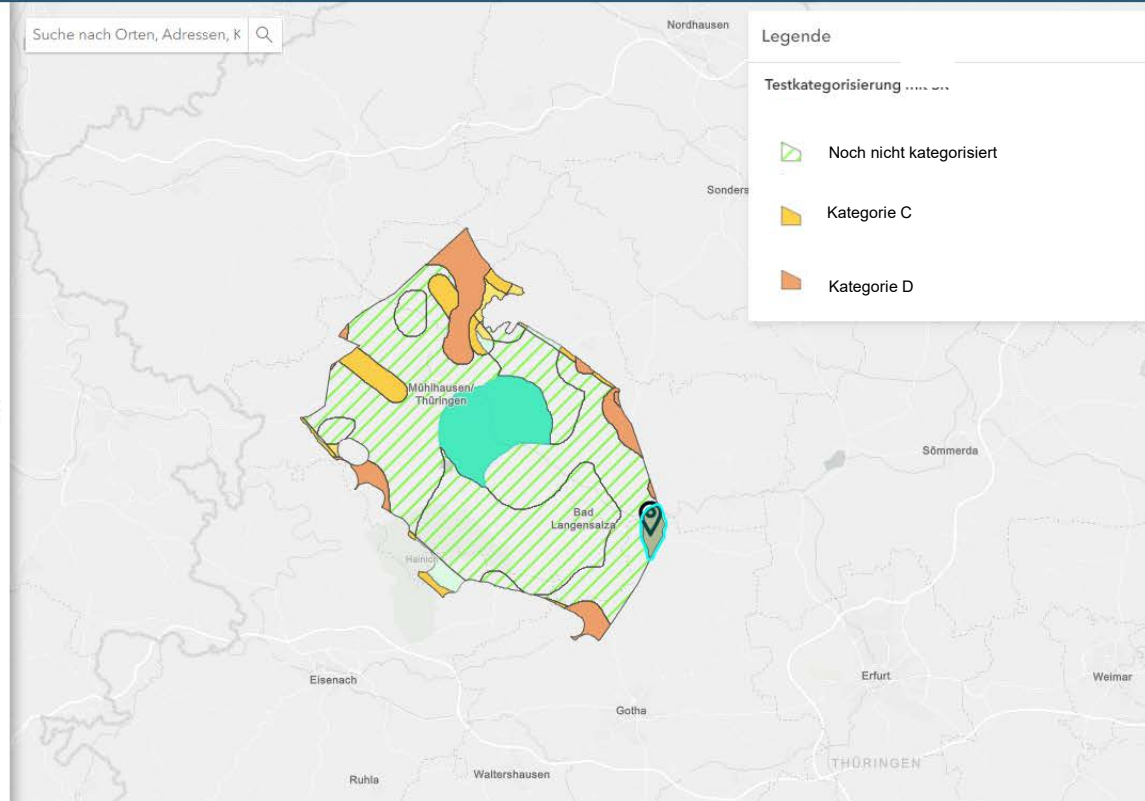 Suche nach Orten, Adressen, K
Nordhausen
Legende
Testkategorisierung
Noch nicht kategorisiert
Sonders
Kategorie C
Kategorie D
Mühlhausen/
Thüringen
Sömmerda
Bad
Langensalza
Hainich
Eisenach
Erfurt
Weimar
Gotha
THÜRINGEN
Waltershausen
Ruhla